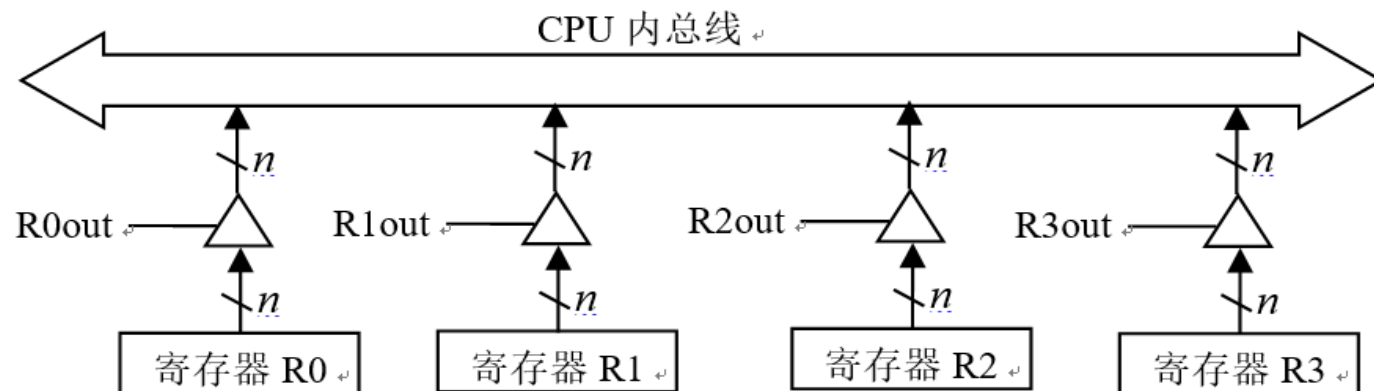 CPU 内总线
n n n n
R0out R1out R2out R3out
n n n n
寄存器 R0 寄存器 R1 寄存器 R2 寄存器 R3